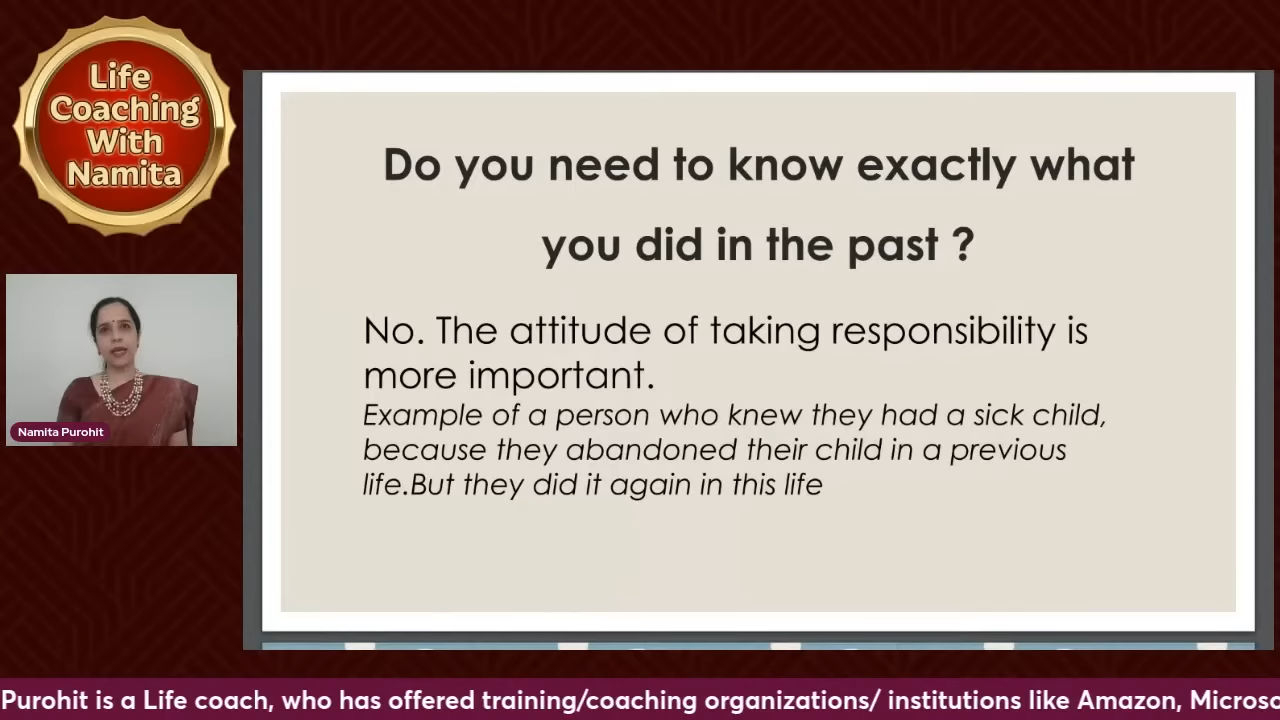 Life
Coaching
With
Namita
Namita Purohit
Do you need to know exactly what
you did in the past ?
No. The attitude of taking responsibility is
more important.
Example of a person who knew they had a sick child,
because they abandoned their child in a previous
life.But they did it again in this life
Purohit is a Life coach, who has offered training/coaching organizations/ institutions like Amazon, Microso